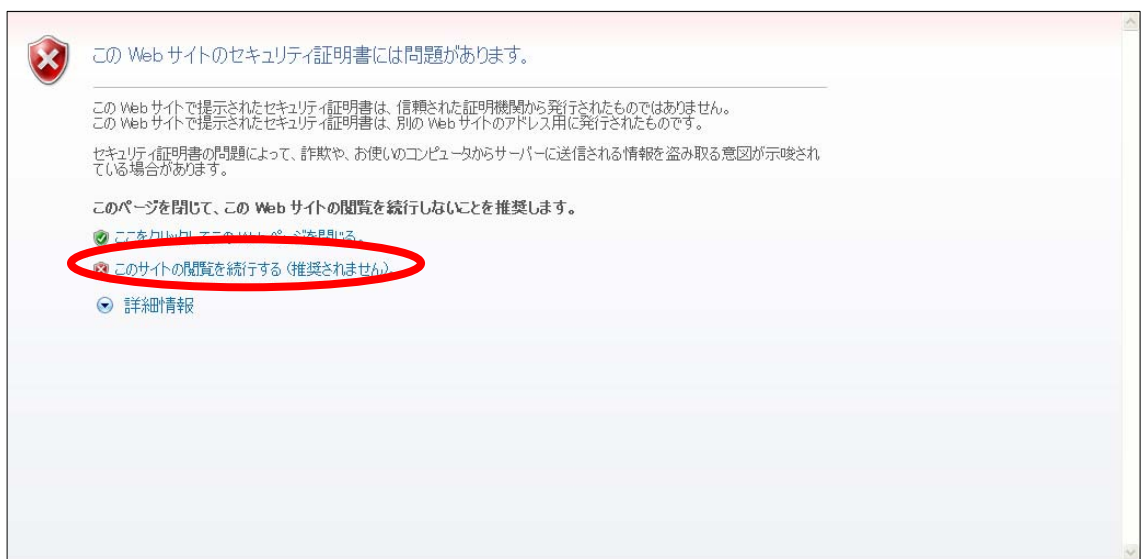 この Web サイトのセキュリティ証明書には問題があります。
この Web サイトで提示されたセキュリティ証明書は、信頼された証明機関から発行されたものではありません。
この Web サイトで提示されたセキュリティ証明書は、別の Web サイトのアドレス用に発行されたものです。
セキュリティ証明書の問題によって、詐欺や、お使いのコンピュータからサーバーに送信される情報を盗み取る意図が示唆され
ている場合があります。
このページを閉じて、この Web サイトの閲覧を続行しないことを推奨します。
ここをクリックしてこの Web ページを閉じる。
このサイトの閲覧を続行する (推奨されません)。
詳細情報